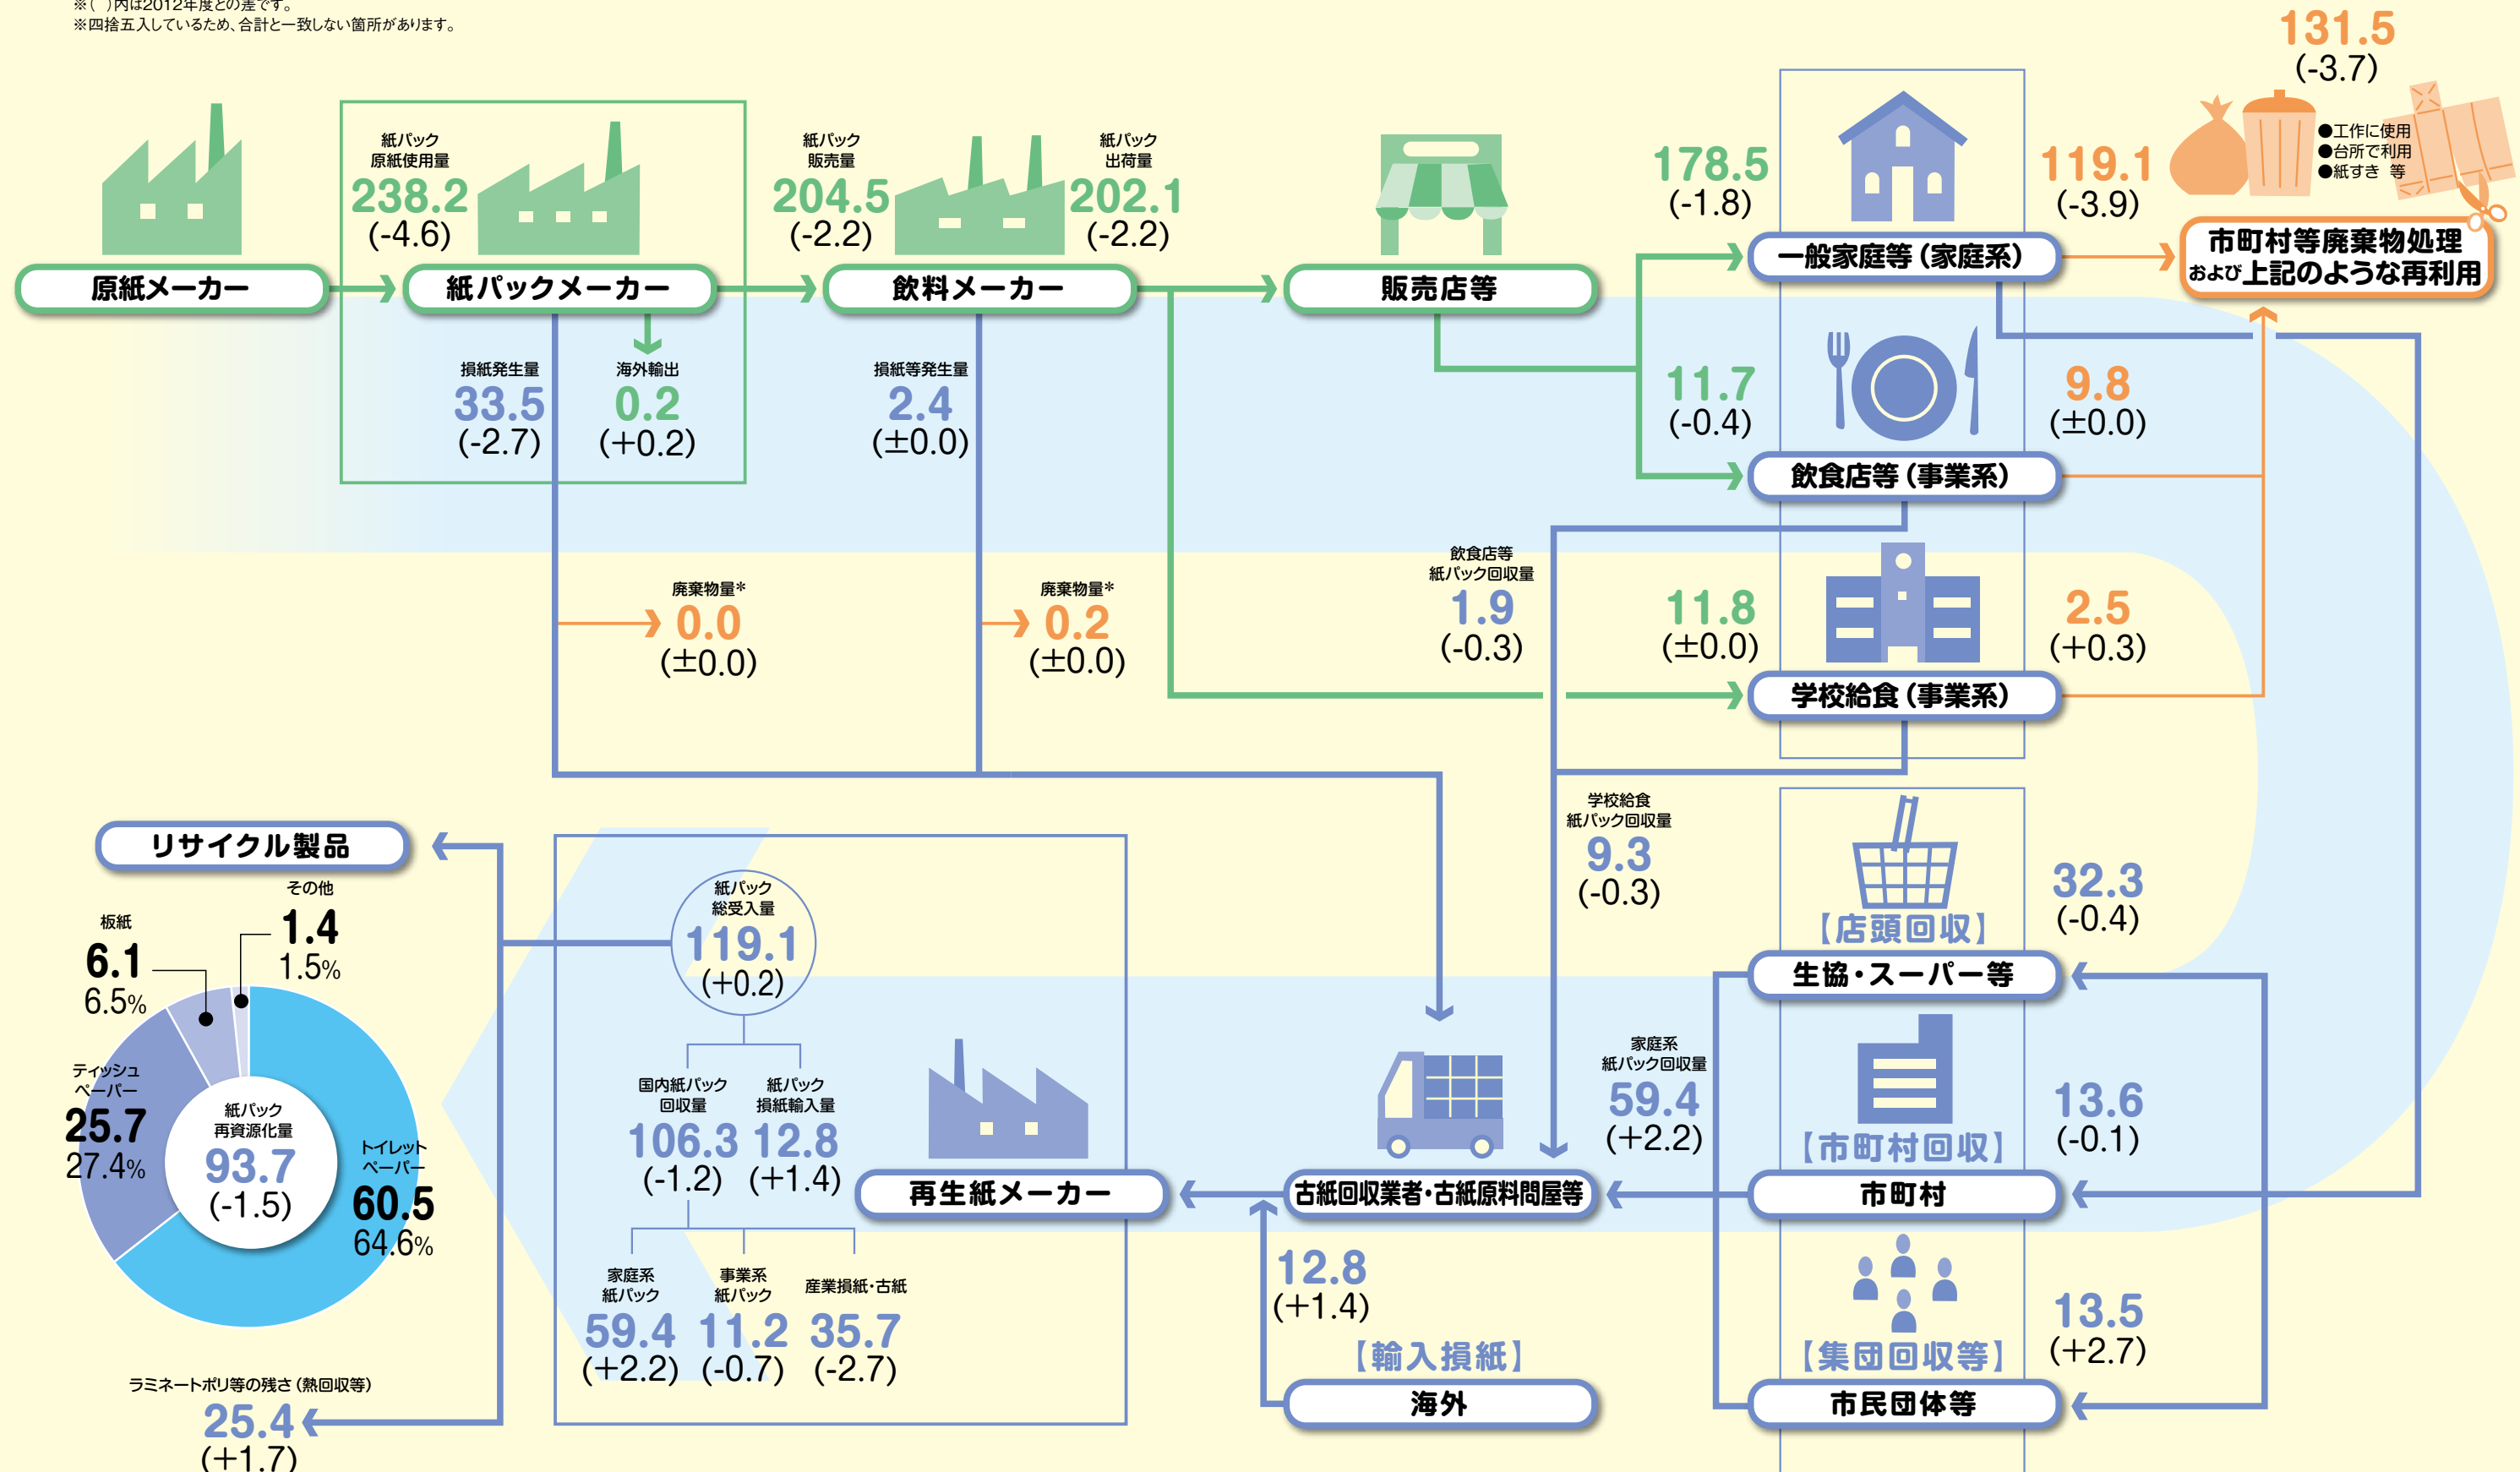 ※( )内は2012年度との差です。
※四捨五入しているため、合計と一致しない箇所があります。
131.5
(-3.7)
●工作に使用
●台所で利用
●紙すき 等
紙パック
原紙使用量
238.2
(-4.6)
紙パック
販売量
204.5
(-2.2)
紙パック
出荷量
202.1
(-2.2)
178.5
(-1.8)
119.1
(-3.9)
原紙メーカー
紙パックメーカー
飲料メーカー
販売店等
一般家庭等(家庭系)
市町村等廃棄物処理
および上記のような再利用
損紙発生量
33.5
(-2.7)
海外輸出
0.2
(+0.2)
損紙等発生量
2.4
(±0.0)
11.7
(-0.4)
9.8
(±0.0)
飲食店等(事業系)
廃棄物量*
0.0
(±0.0)
廃棄物量*
0.2
(±0.0)
飲食店等
紙パック回収量
1.9
(-0.3)
11.8
(±0.0)
2.5
(+0.3)
学校給食(事業系)
学校給食
紙パック回収量
9.3
(-0.3)
32.3
(-0.4)
【店頭回収】
生協・スーパー等
リサイクル製品
その他
1.4
1.5%
板紙
6.1
6.5%
ティッシュ
ペーパー
25.7
27.4%
紙パック
再資源化量
93.7
(-1.5)
トイレット
ペーパー
60.5
64.6%
紙パック
総受入量
119.1
(+0.2)
国内紙パック
回収量
106.3
(-1.2)
紙パック
損紙輸入量
12.8
(+1.4)
再生紙メーカー
古紙回収業者・古紙原料問屋等
家庭系
紙パック回収量
59.4
(+2.2)
13.6
(-0.1)
【市町村回収】
市町村
家庭系
紙パック
59.4
(+2.2)
事業系
紙パック
11.2
(-0.7)
産業損紙・古紙
35.7
(-2.7)
12.8
(+1.4)
【輸入損紙】
海外
13.5
(+2.7)
【集団回収等】
市民団体等
ラミネートポリ等の残さ(熱回収等)
25.4
(+1.7)